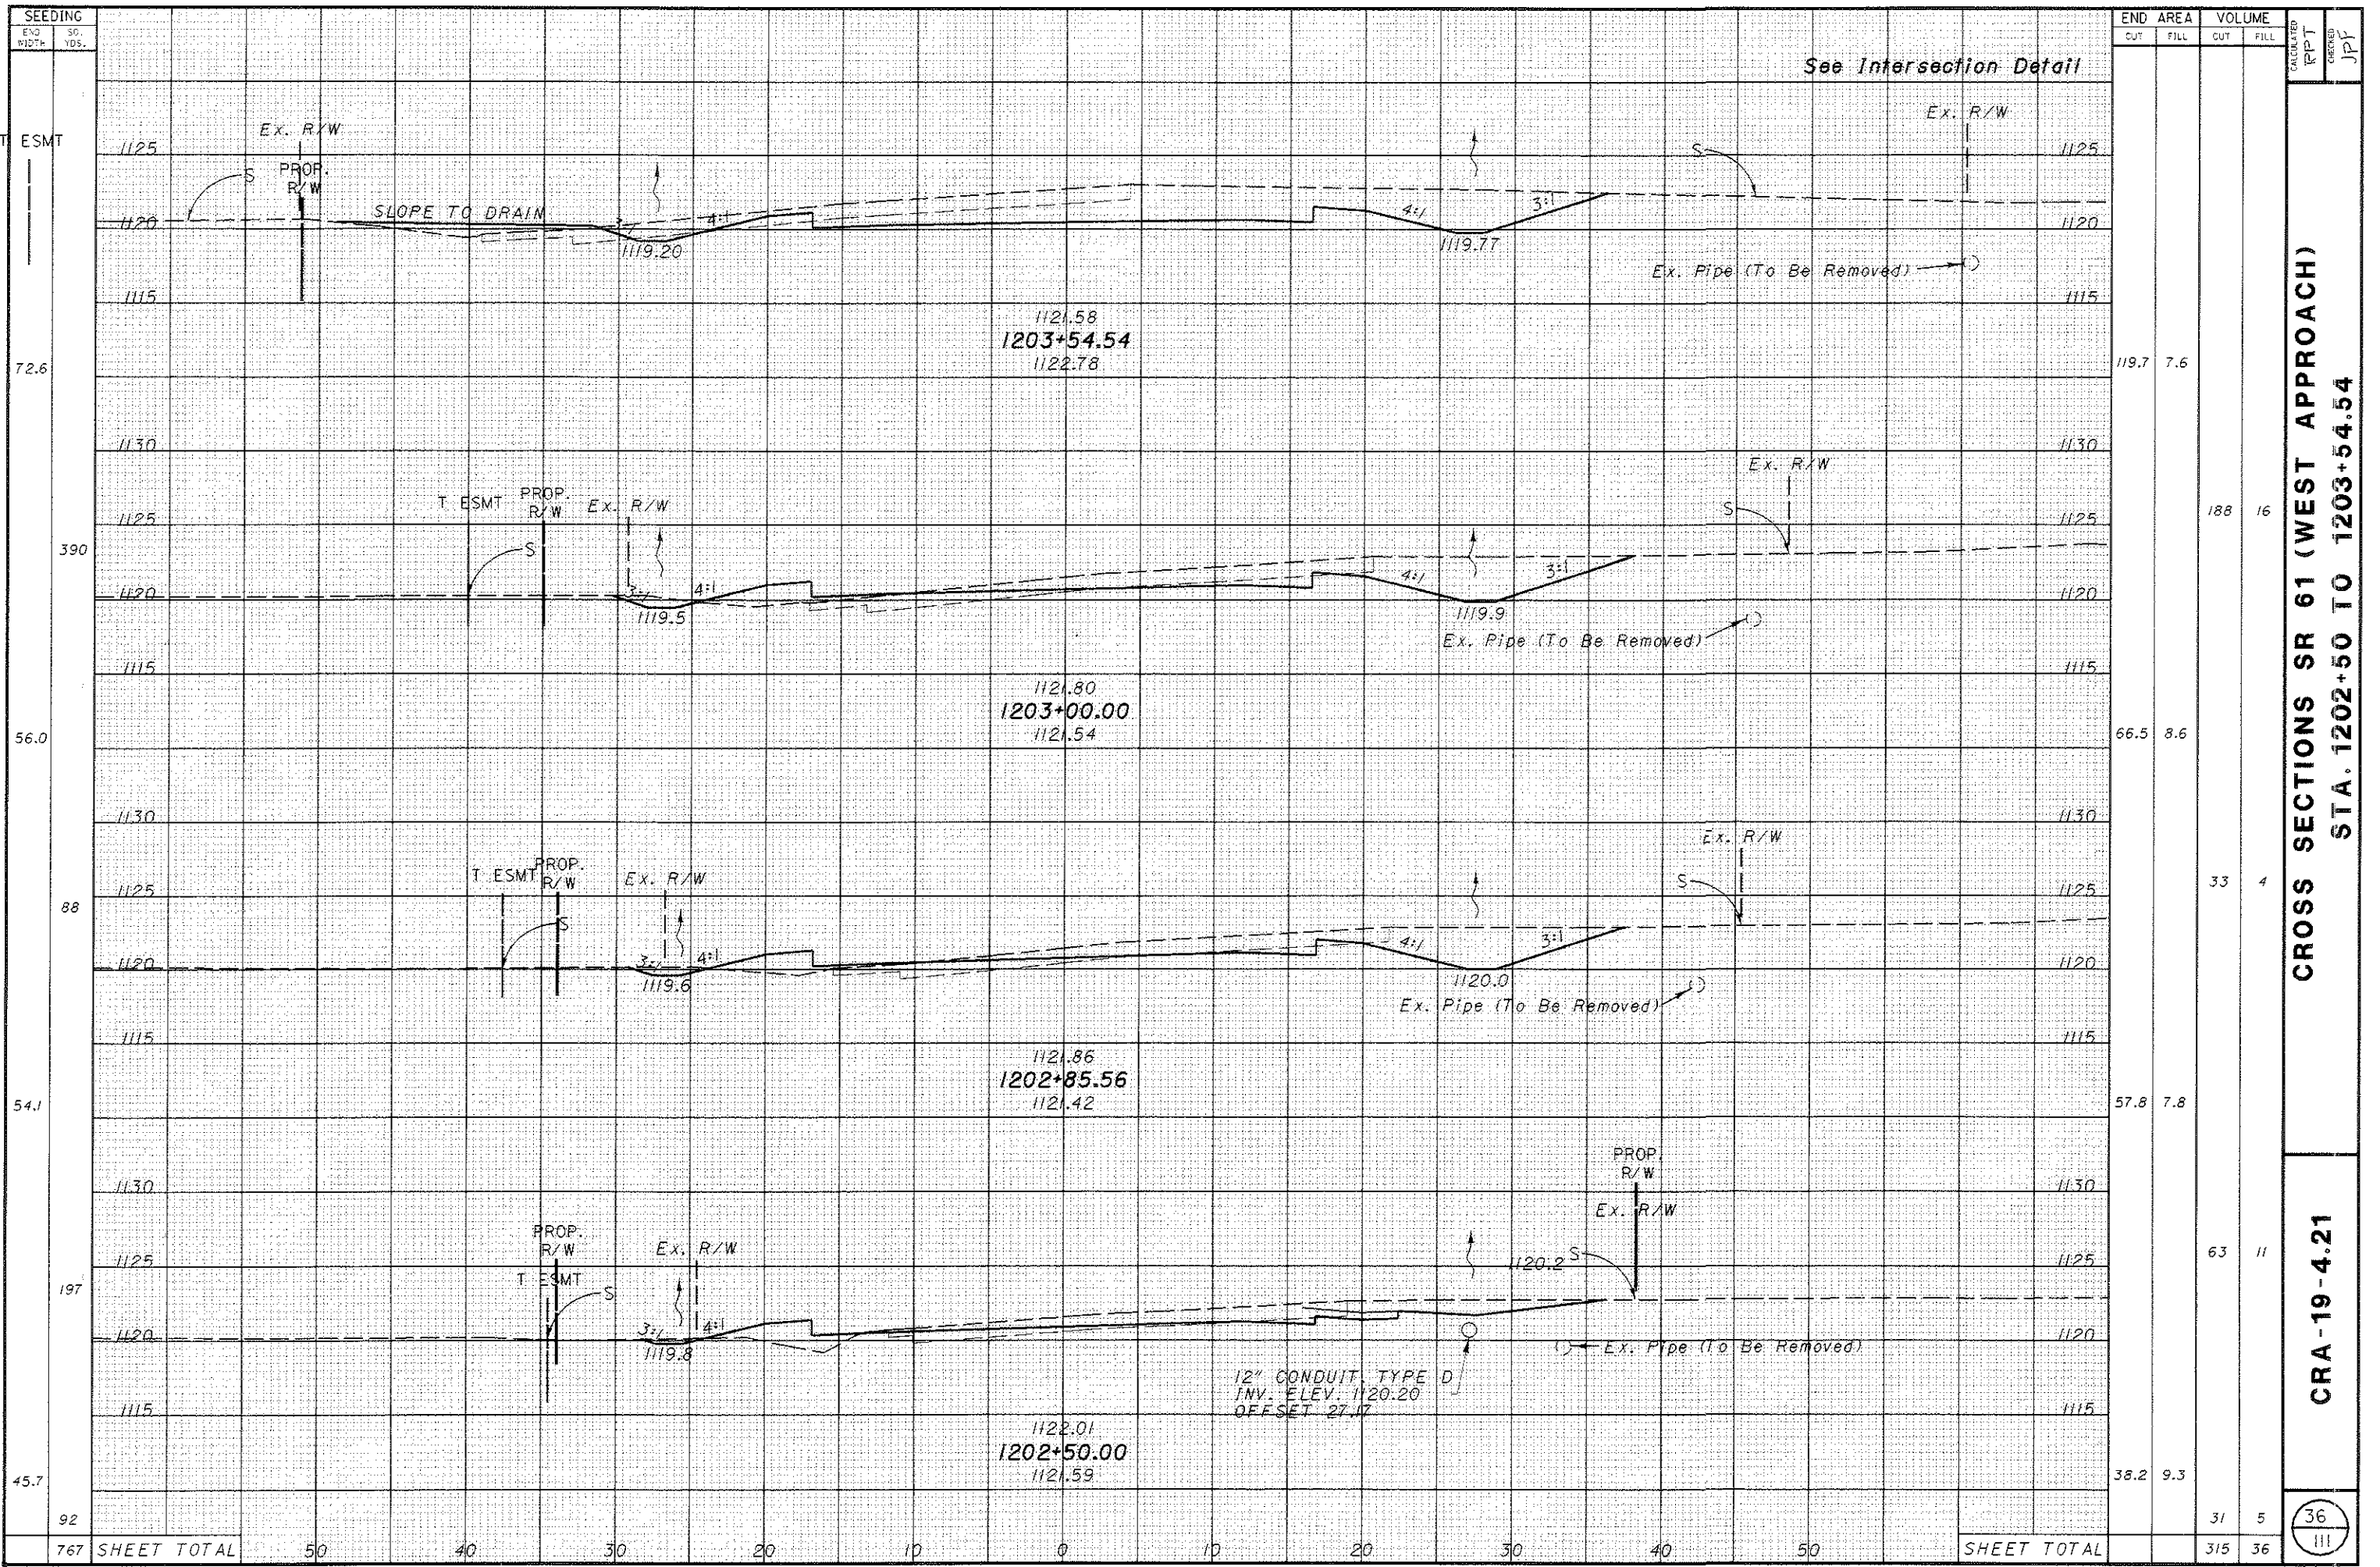 SEEDING
END WIDTH
SQ. YDS.
END AREA
VOLUME
CUT
FILL
CUT
FILL
CALCULATED
RPT
CHECKED
JPF
See Intersection Detail
T ESMT
Ex. R/W
Ex. R/W
1125
S
PROP.
R/W
S
1125
1120
SLOPE TO DRAIN
4:1
4:1
3:1
1120
1119.20
1119.77
Ex. Pipe (To Be Removed)
1115
1115
1121.58
1203+54.54
1122.78
72.6
119.7
7.6
1130
1130
Ex. R/W
T ESMT
PROP.
R/W
Ex. R/W
1125
S
1125
188
16
390
S
1120
3:1
4:1
4:1
3:1
1120
1119.5
1119.9
Ex. Pipe (To Be Removed)
1115
1115
1121.80
1203+00.00
1121.54
56.0
66.5
8.6
1130
1130
Ex. R/W
T ESMT
PROP.
R/W
Ex. R/W
1125
S
1125
33
4
88
S
1120
3:1
4:1
4:1
3:1
1120
1119.6
1120.0
Ex. Pipe (To Be Removed)
1115
1115
1121.86
1202+85.56
1121.42
54.1
57.8
7.8
PROP.
R/W
1130
1130
Ex. R/W
PROP.
R/W
Ex. R/W
1125
1120.2
S
1125
63
11
T ESMT
197
S
1120
3:1
4:1
1120
1119.8
Ex. Pipe (To Be Removed)
12" CONDUIT, TYPE D
INV. ELEV. 1120.20
OFFSET 27.17
1115
1115
1122.01
1202+50.00
1121.59
45.7
38.2
9.3
92
31
5
767
SHEET TOTAL
50
40
30
20
10
0
10
20
30
40
50
SHEET TOTAL
315
36
CROSS SECTIONS SR 61 (WEST APPROACH)
STA. 1202+50 TO 1203+54.54
CRA-19-4.21
36
111